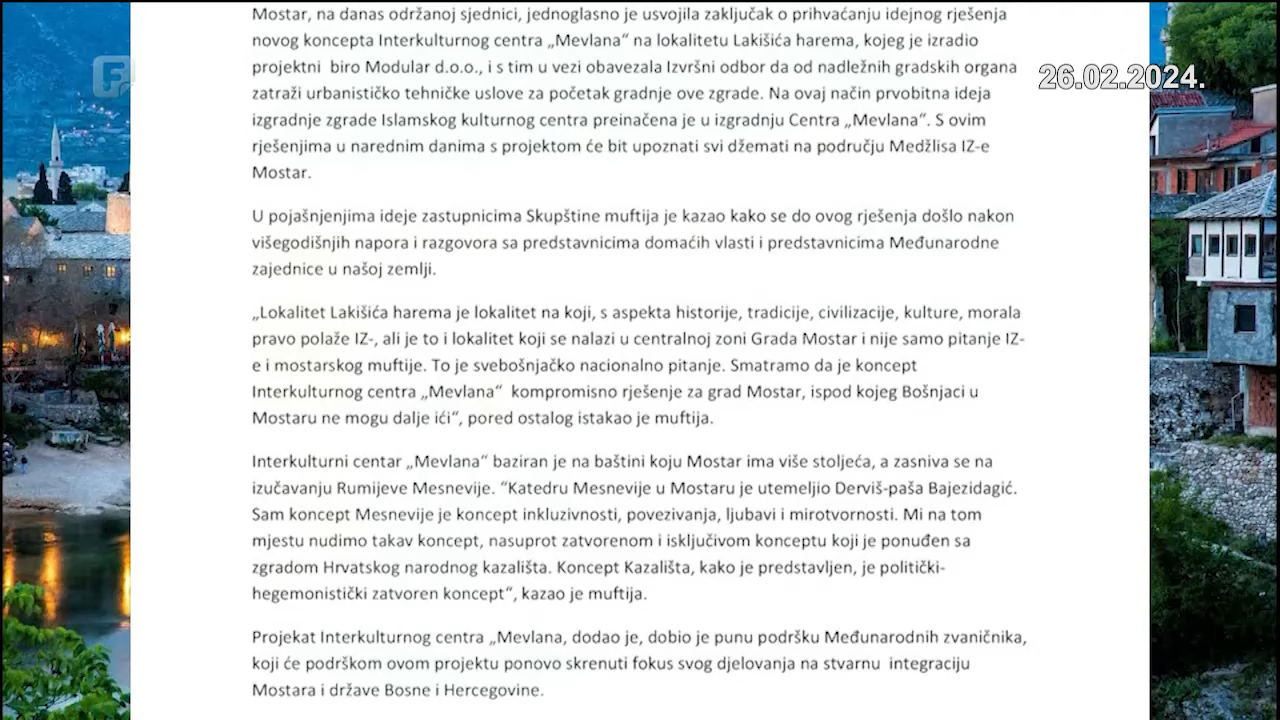 Mostar, na danas održanoj sjednici, jednoglasno je usvojila zaključak o prihvaćanju idejnog rješenja
novog koncepta Interkulturnog centra „Mevlana“ na lokalitetu Lakišića harema, kojeg je izradio
projektni biro Modular d.o.o., i s tim u vezi obavezala Izvršni odbor da od nadležnih gradskih organa
zatraži urbanističko tehničke uslove za početak gradnje ove zgrade. Na ovaj način prvobitna ideja
izgradnje zgrade Islamskog kulturnog centra preinačena je u izgradnju Centra „Mevlana“. S ovim
rješenjima u narednim danima s projektom će bit upoznati svi džemati na području Medžlisa IZ-e
Mostar.
26.02.2024.
U pojašnjenjima ideje zastupnicima Skupštine muftija je kazao kako se do ovog rješenja došlo nakon
višegodišnjih napora i razgovora sa predstavnicima domaćih vlasti i predstavnicima Međunarodne
zajednice u našoj zemlji.
„Lokalitet Lakišića harema je lokalitet na koji, s aspekta historije, tradicije, civilizacije, kulture, morala
pravo polaže IZ-, ali je to i lokalitet koji se nalazi u centralnoj zoni Grada Mostar i nije samo pitanje IZ-
e i mostarskog muftije. To je svebošnjačko nacionalno pitanje. Smatramo da je koncept
Interkulturnog centra „Mevlana“ kompromisno rješenje za grad Mostar, ispod kojeg Bošnjaci u
Mostaru ne mogu dalje ići“, pored ostalog istakao je muftija.
Interkulturni centar „Mevlana“ baziran je na baštini koju Mostar ima više stoljeća, a zasniva se na
izučavanju Rumijeve Mesnevije. “Katedru Mesnevije u Mostaru je utemeljio Derviš-paša Bajezidagić.
Sam koncept Mesnevije je koncept inkluzivnosti, povezivanja, ljubavi i mirotvornosti. Mi na tom
mjestu nudimo takav koncept, nasuprot zatvorenom i isključivom konceptu koji je ponuđen sa
zgradom Hrvatskog narodnog kazališta. Koncept Kazališta, kako je predstavljen, je politički-
hegemonistički zatvoren koncept“, kazao je muftija.
Projekat Interkulturnog centra „Mevlana, dodao je, dobio je punu podršku Međunarodnih zvaničnika,
koji će podrškom ovom projektu ponovo skrenuti fokus svog djelovanja na stvarnu integraciju
Mostara i države Bosne i Hercegovine.